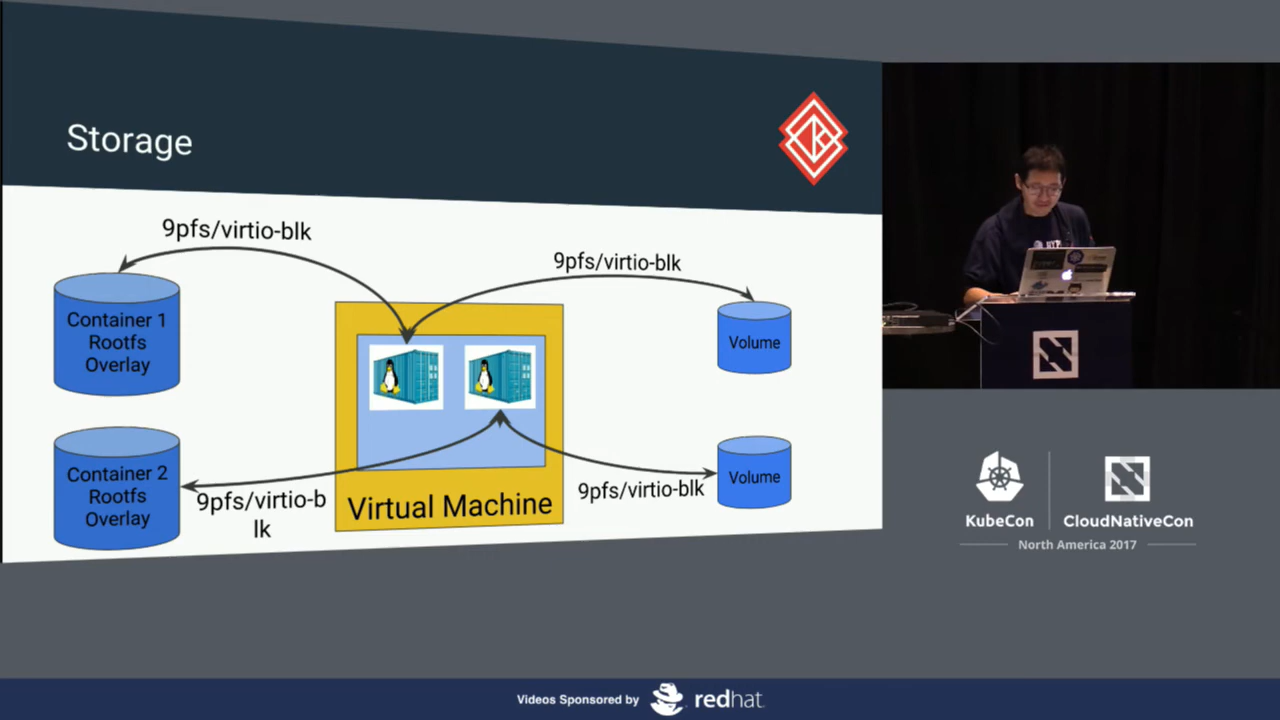 Storage
9pfs/virtio-blk
9pfs/virtio-blk
Container 1
Rootfs
Overlay
Volume
Container 2
Rootfs
Overlay
9pfs/virtio-b
lk
Virtual Machine
9pfs/virtio-blk
Volume
KubeCon
CloudNativeCon
North America 2017
Videos Sponsored by
redhat